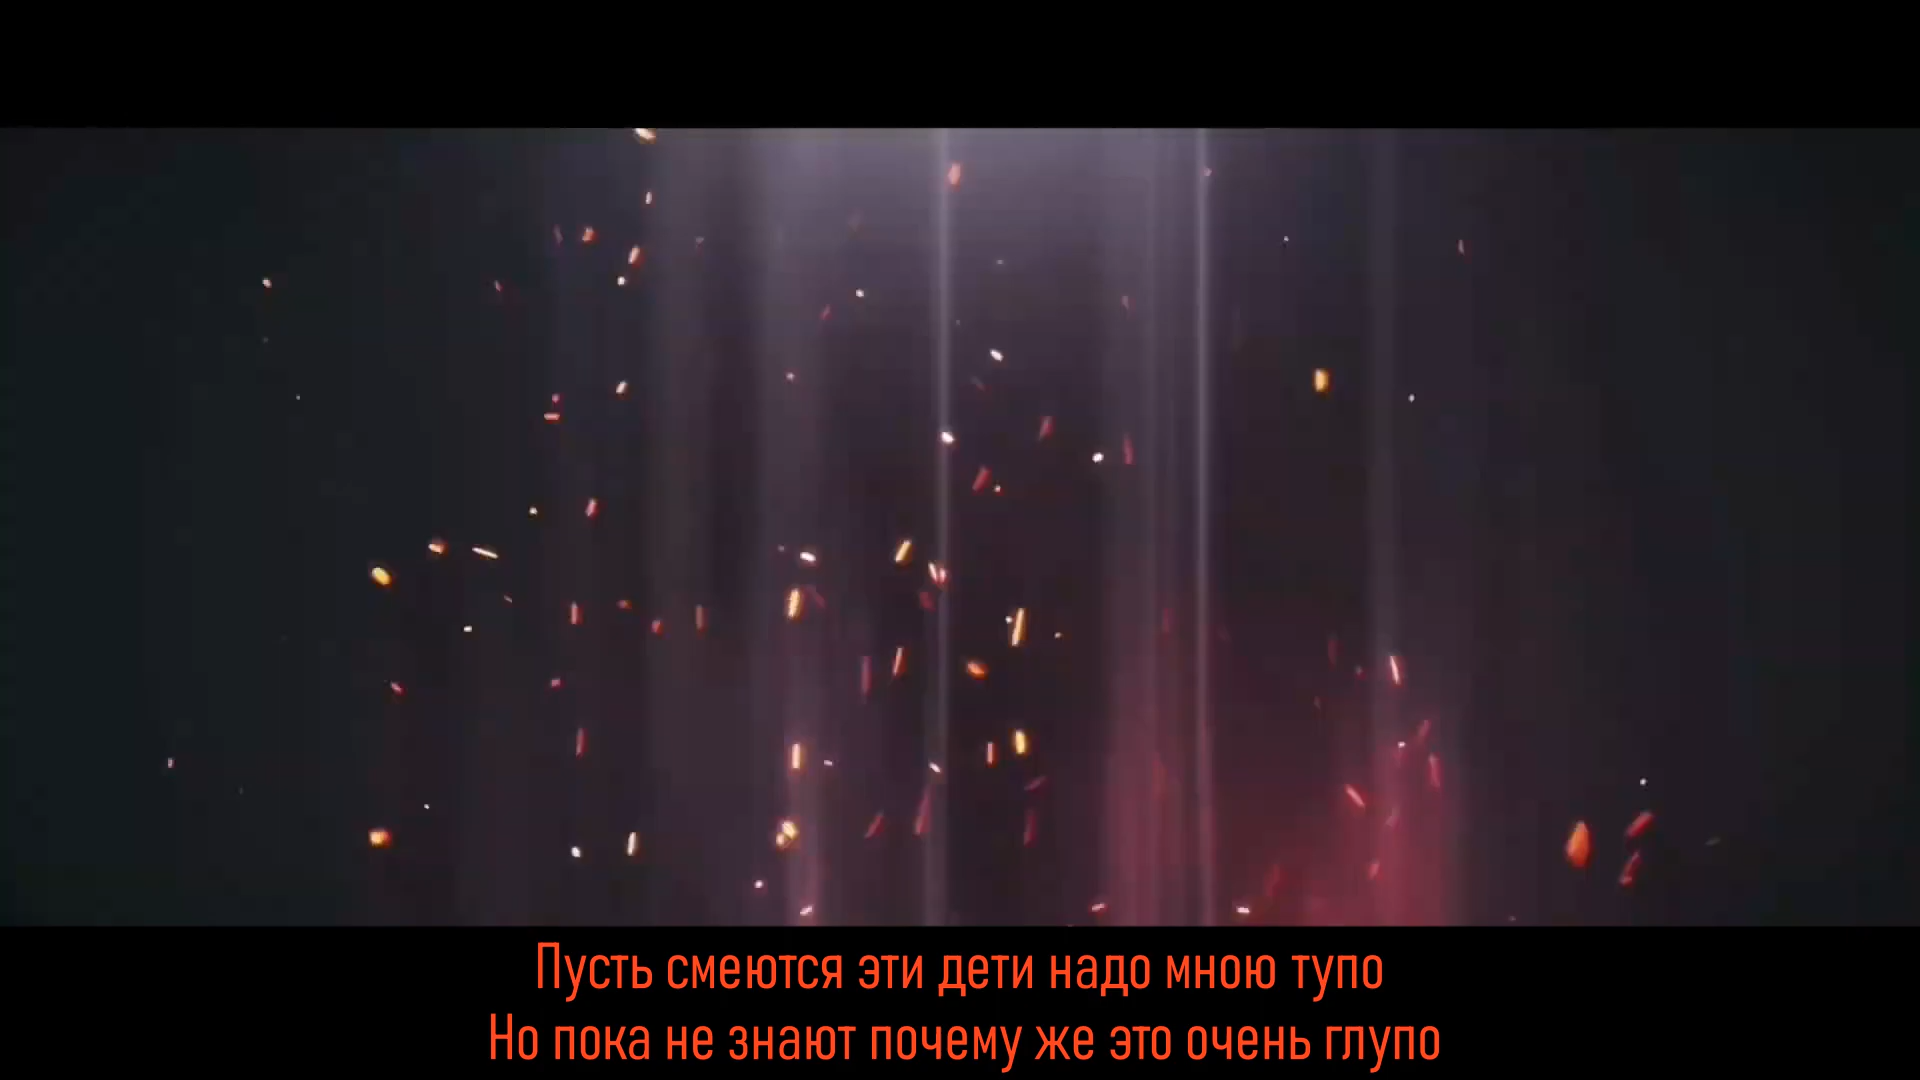 Пусть смеются эти дети надо мною тупо
Но пока не знают почему же это очень глупо